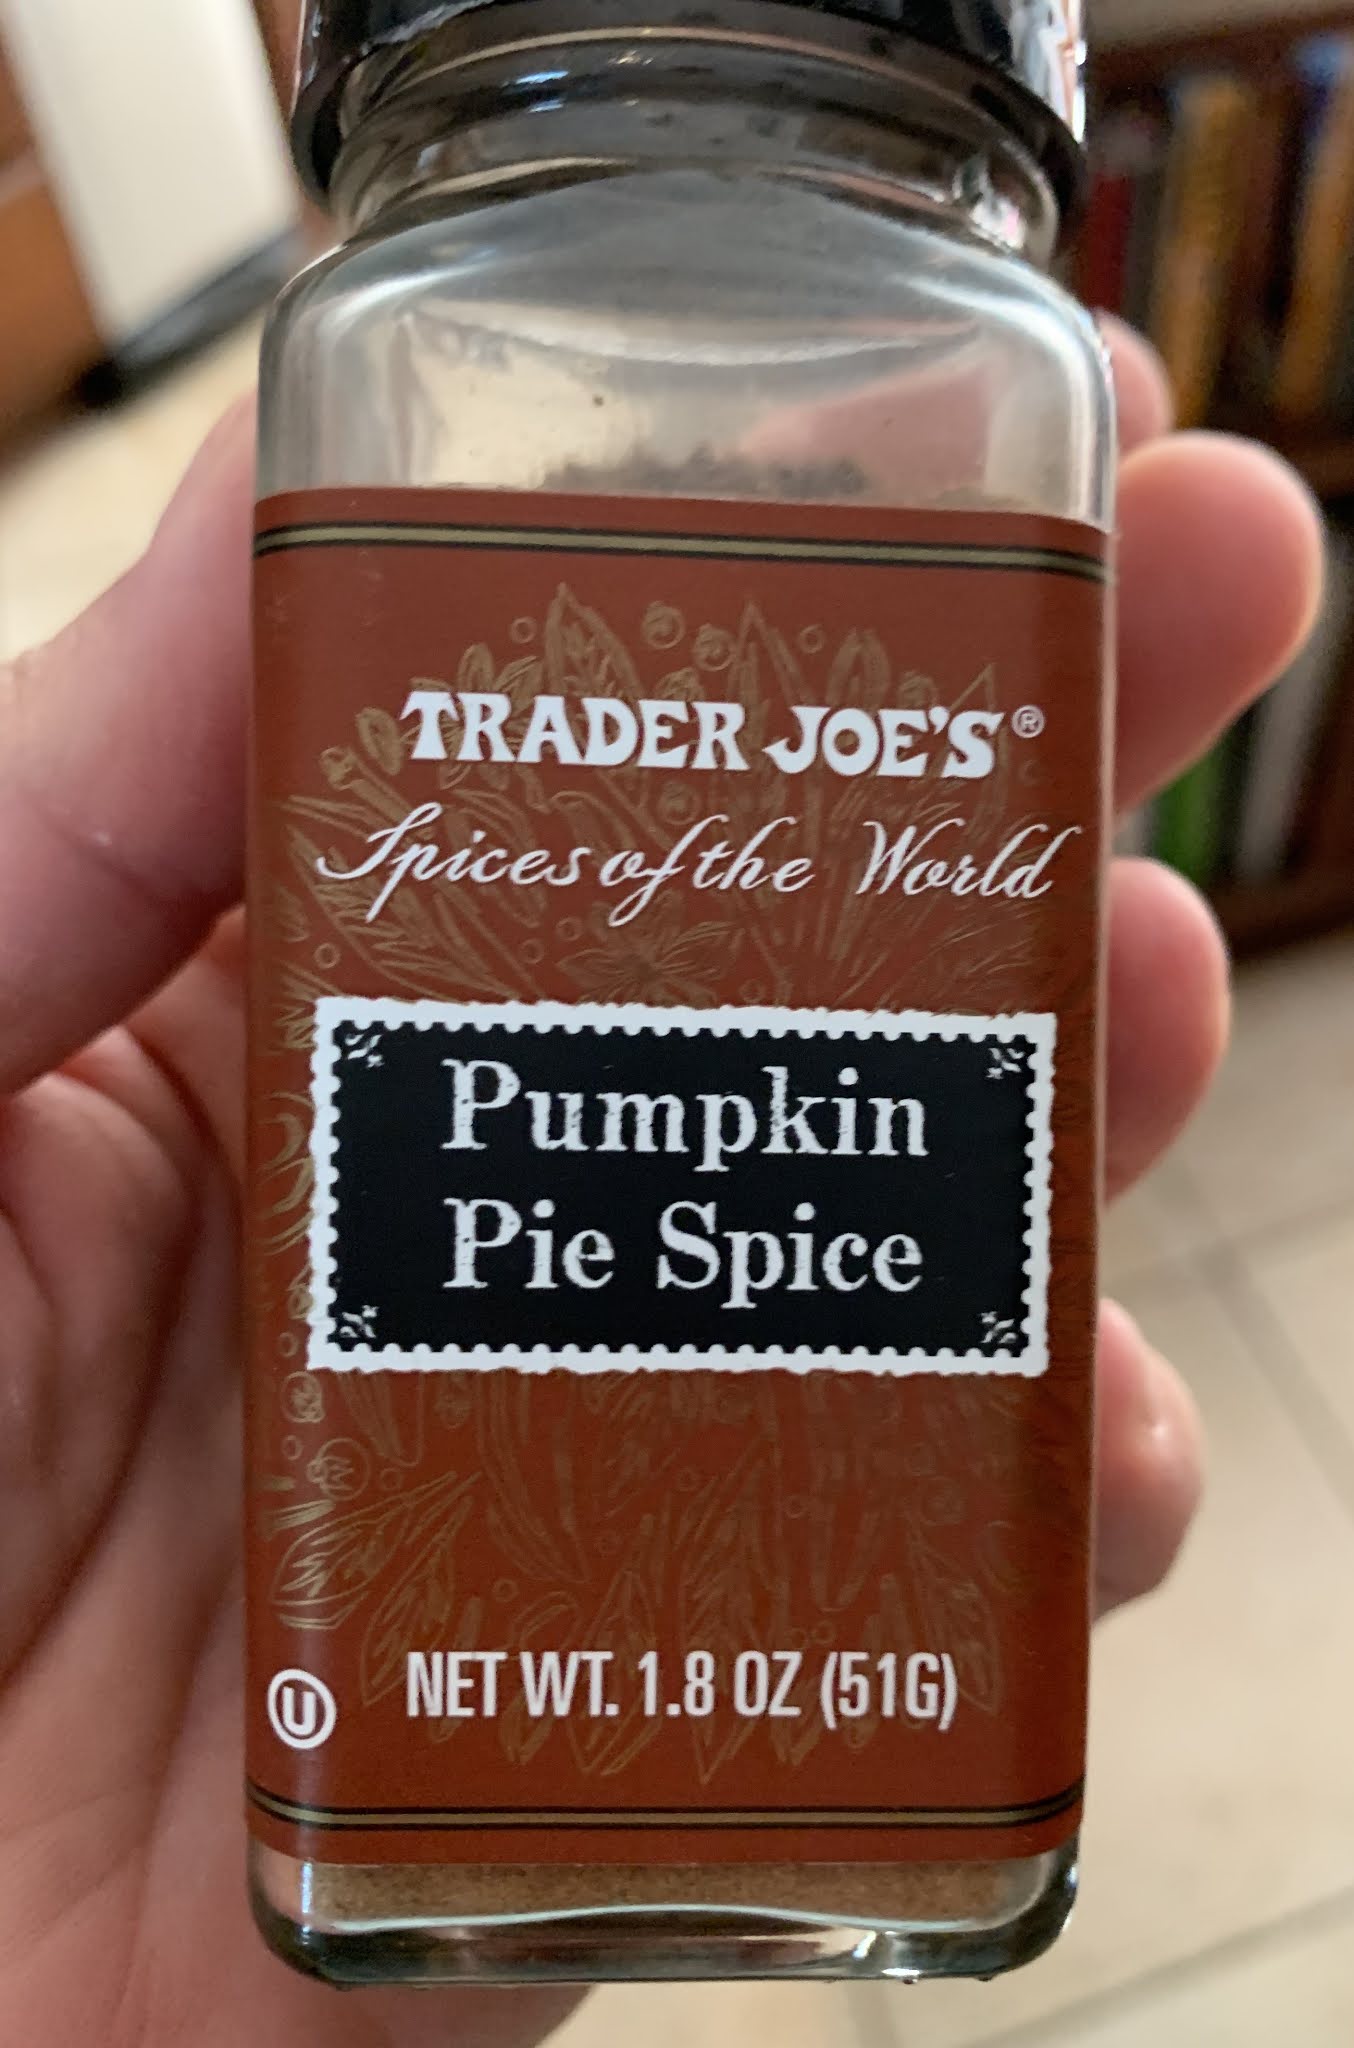 TRADER JOE'S®
Spices of the World
Pumpkin
Pie Spice
NET WT. 1.8 OZ (51G)
U